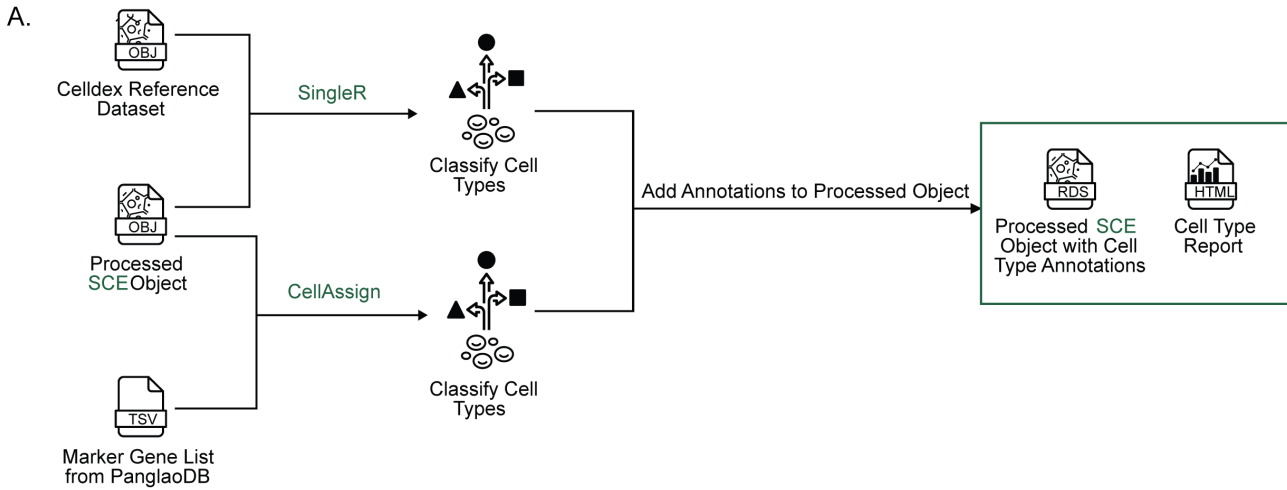 A.
OBJ
Celldex Reference
Dataset
SingleR
Classify Cell
Types
OBJ
Processed
SCE Object
CellAssign
Classify Cell
Types
TSV
Marker Gene List
from PanglaoDB
Add Annotations to Processed Object
RDS
Processed SCE
Object with Cell
Type Annotations
HTML
Cell Type
Report